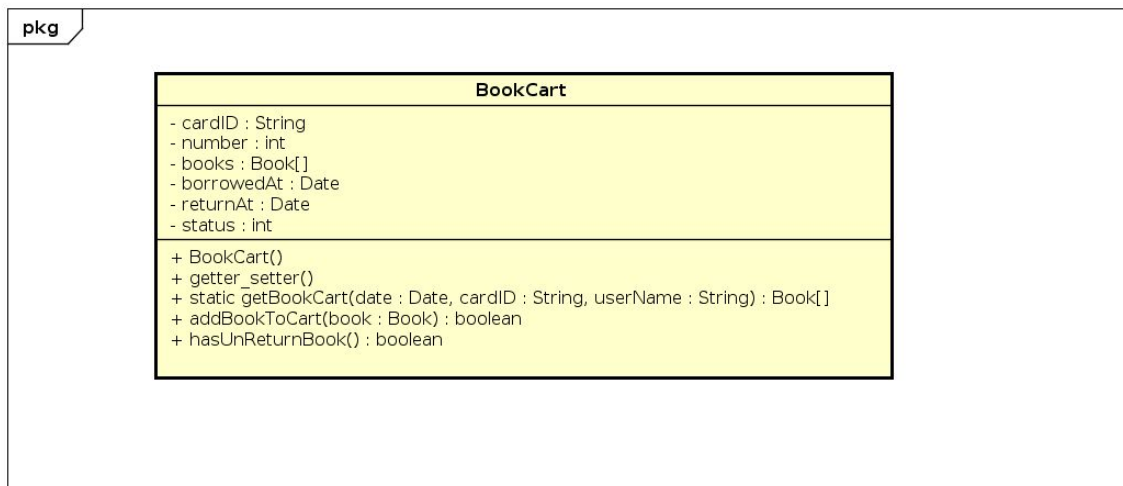 pkg
BookCart
- cardID : String
- number : int
- books : Book[]
- borrowedAt : Date
- returnAt : Date
- status : int
+ BookCart()
+ getter_setter()
+ static getBookCart(date : Date, cardID : String, userName : String) : Book[]
+ addBookToCart(book : Book) : boolean
+ hasUnReturnBook() : boolean